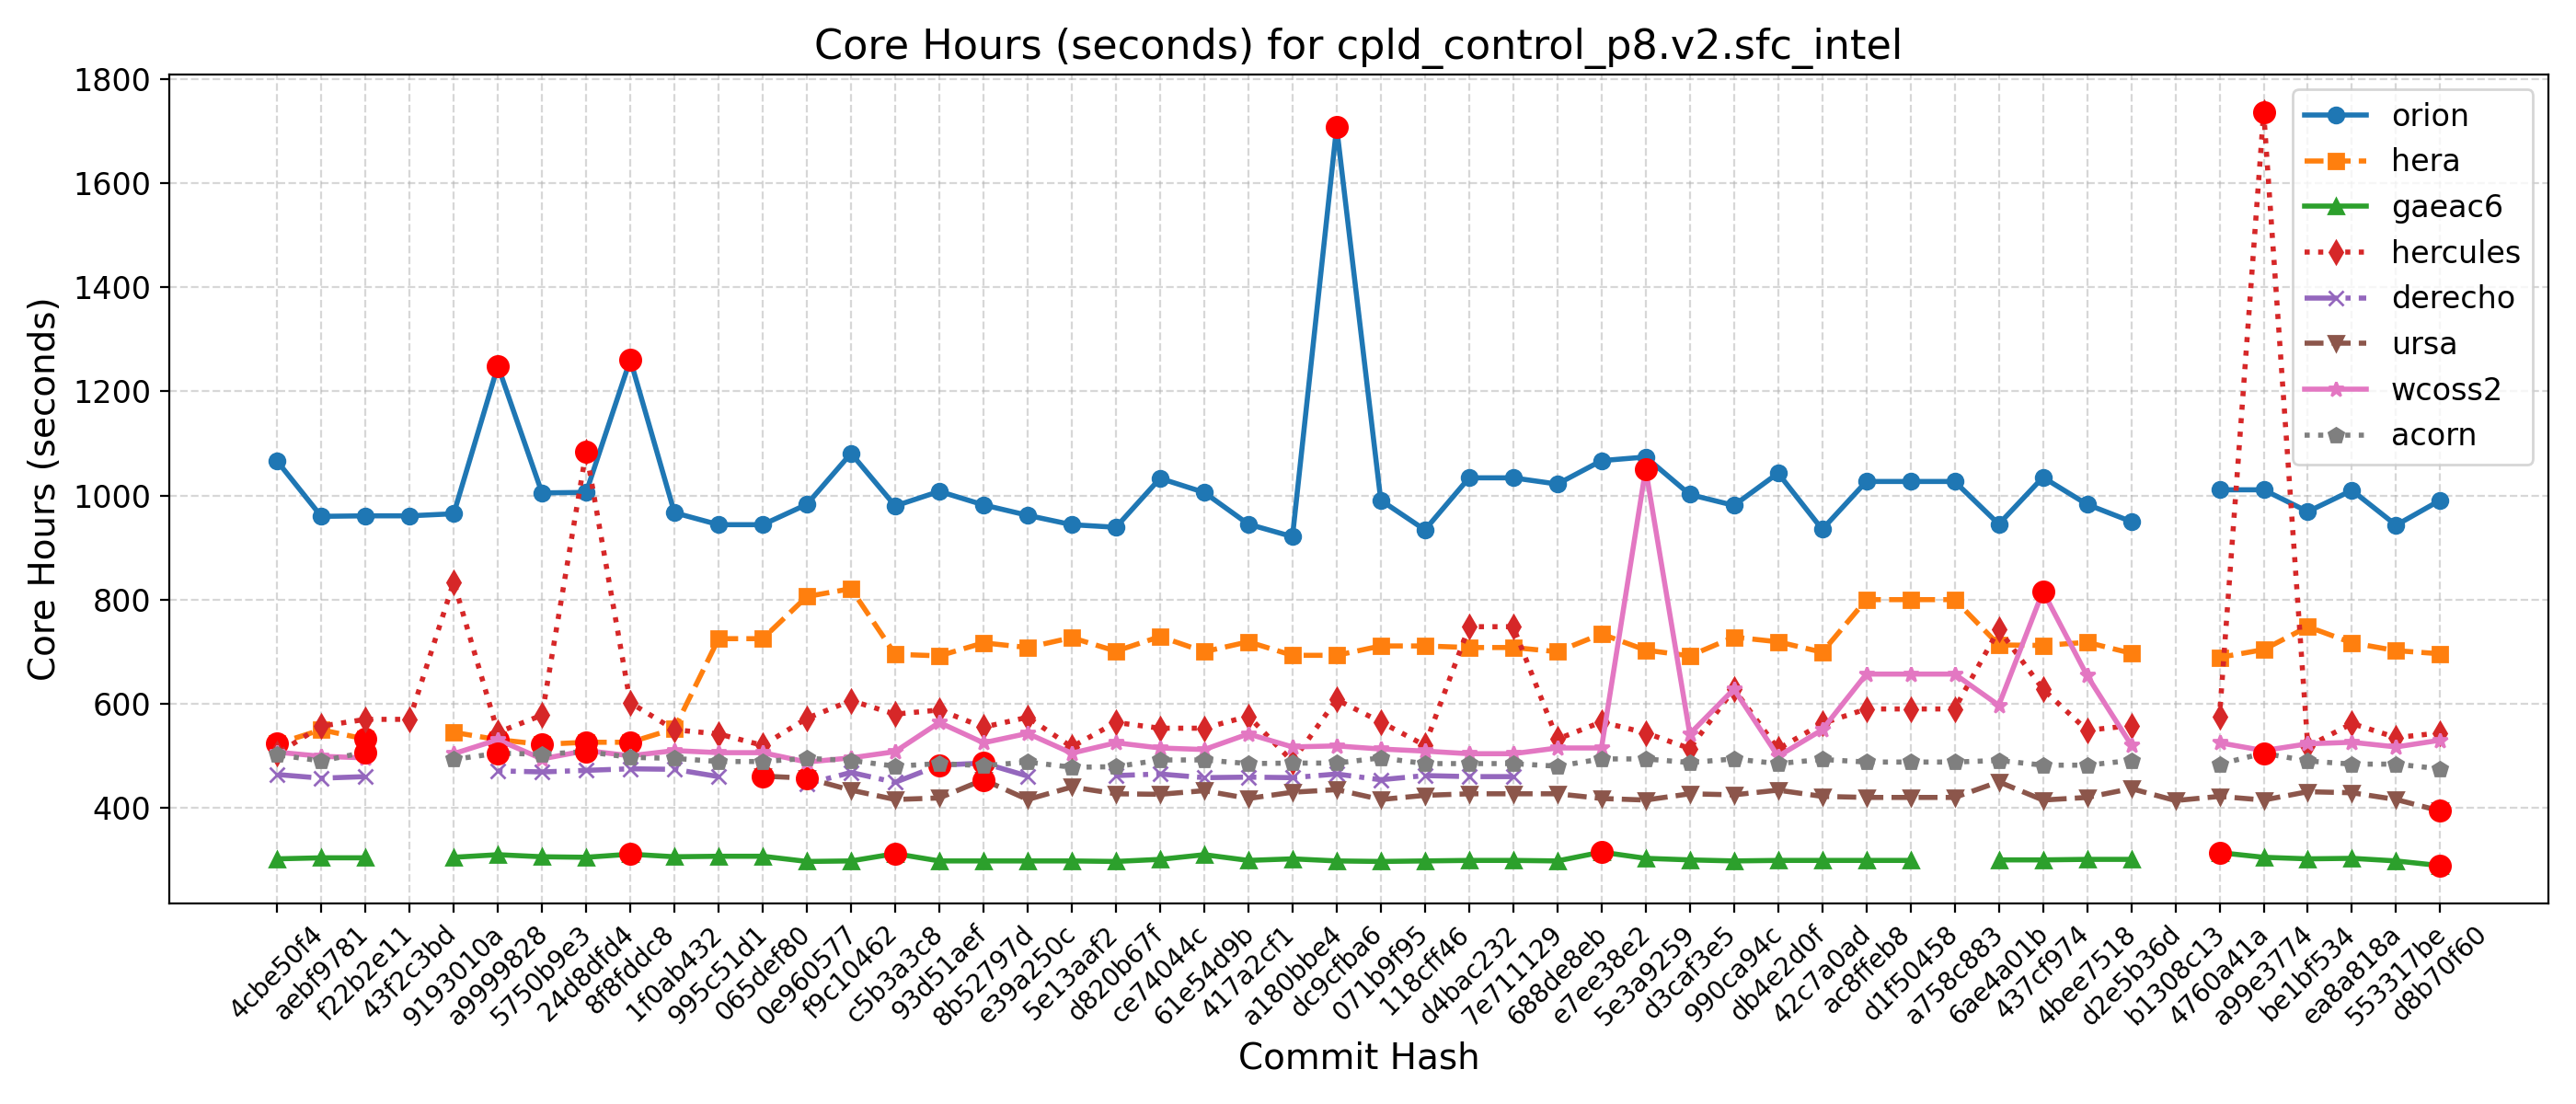 Core Hours (seconds) for cpld_control_p8.v2.sfc_intel
Core Hours (seconds)
1800
1600
1400
1200
1000
800
600
400
orion
hera
gaeac6
hercules
derecho
ursa
wcoss2
acorn
4cbe50f4
aebf9781
f22b2e11
43f2c3bd
9193010a
a9999828
5750b9e3
24d8dfd4
8f8fddc8
1f0ab432
995c51d1
065def80
0e960577
f9c10462
c5b3a3c8
93d51aef
8b52797d
e39a250c
5e13aaf2
d820b67f
ce74044c
61e54d9b
417a2cf1
a180bbe4
dc9cfba6
071b9f95
118cff46
d4bac232
7e711129
688de8eb
e7ee38e2
5e3a9259
d3caf3e5
990ca94c
db4e2d0f
42c7a0ad
ac8ffeb8
d1f50458
a758c883
6ae4a01b
437cf974
4bee7518
d2e5b36d
b1308c13
4760a41a
a99e3774
be1bf534
ea8a818a
553317be
d8b70f60
Commit Hash